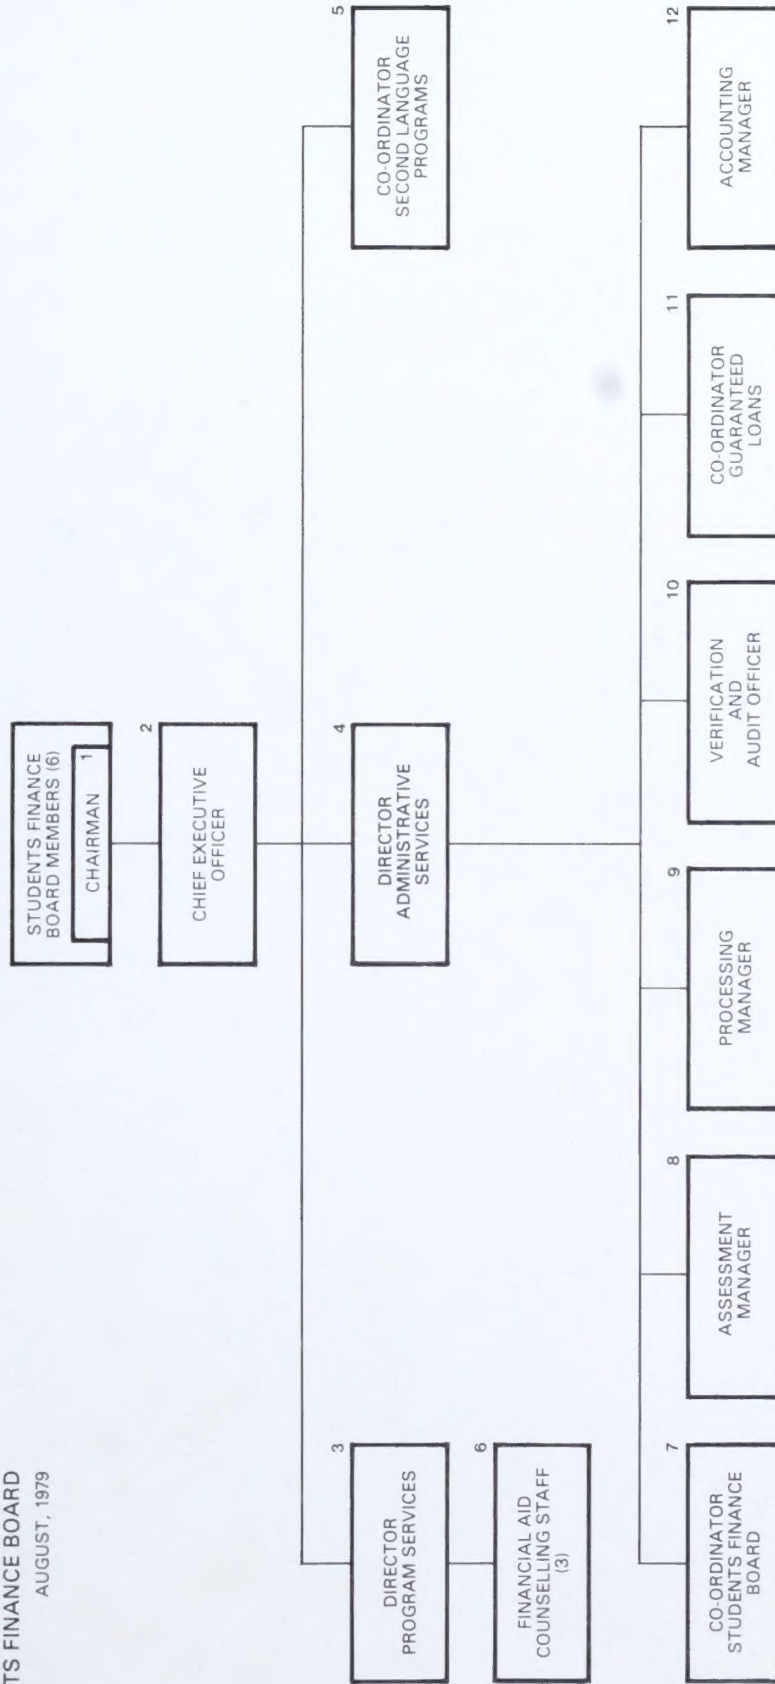 TS FINANCE BOARD
AUGUST, 1979
STUDENTS FINANCE
BOARD MEMBERS (6)
CHAIRMAN 1
2
CHIEF EXECUTIVE
OFFICER
3
DIRECTOR
PROGRAM SERVICES
4
DIRECTOR
ADMINISTRATIVE
SERVICES
5
CO-ORDINATOR
SECOND LANGUAGE
PROGRAMS
6
FINANCIAL AID
COUNSELLING STAFF
(3)
7
CO-ORDINATOR
STUDENTS FINANCE
BOARD
8
ASSESSMENT
MANAGER
9
PROCESSING
MANAGER
10
VERIFICATION
AND
AUDIT OFFICER
11
CO-ORDINATOR
GUARANTEED
LOANS
12
ACCOUNTING
MANAGER